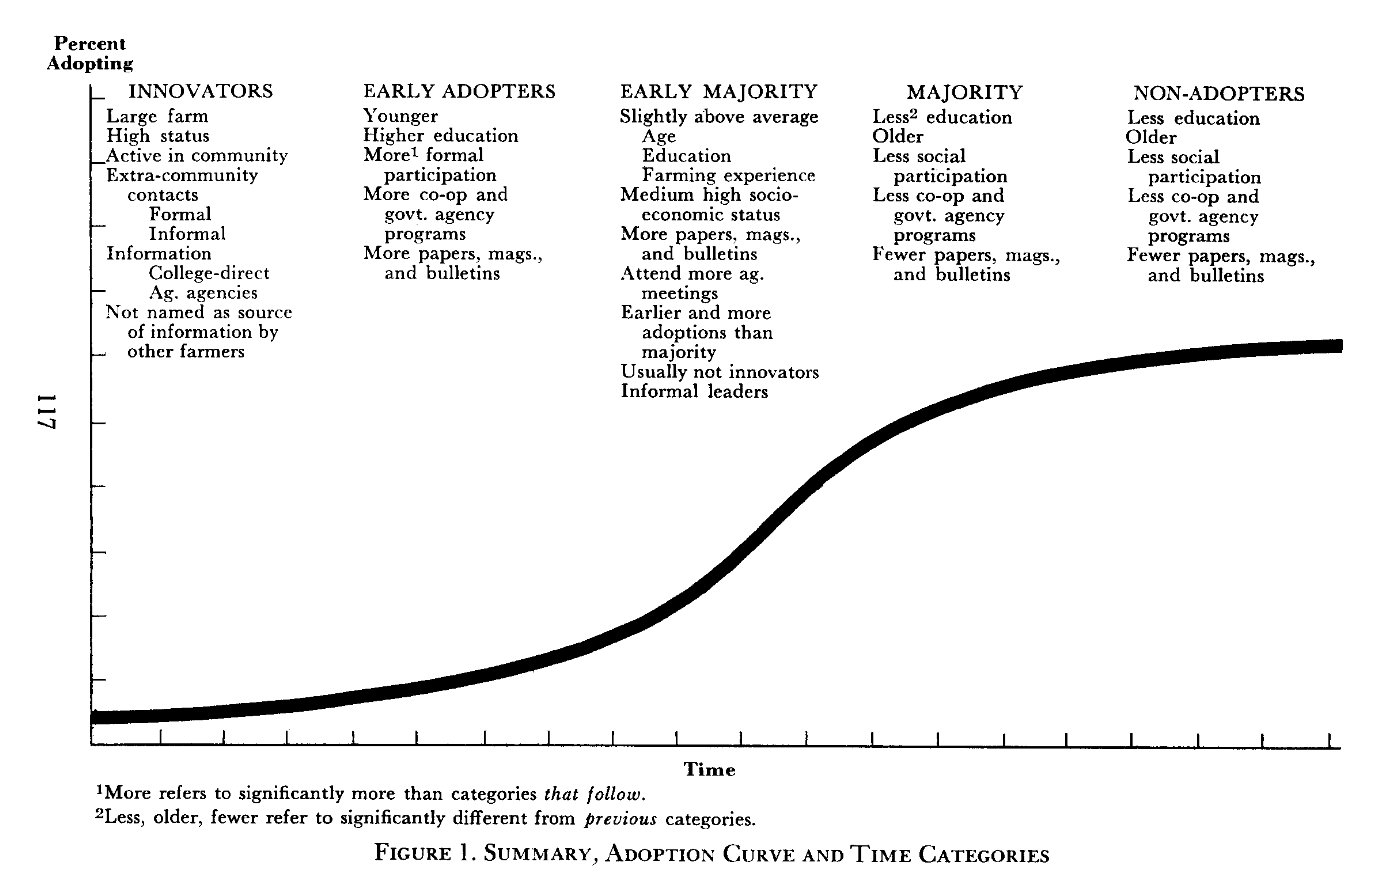 Percent
Adopting
INNOVATORS
Large farm
High status
Active in community
Extra-community
contacts
Formal
Informal
Information
College-direct
Ag. agencies
Not named as source
of information by
other farmers
EARLY ADOPTERS
Younger
Higher education
More¹ formal
participation
More co-op and
govt. agency
programs
More papers, mags.,
and bulletins
EARLY MAJORITY
Slightly above average
Age
Education
Farming experience
Medium high socio-
economic status
More papers, mags.,
and bulletins
Attend more ag.
meetings
Earlier and more
adoptions than
majority
Usually not innovators
Informal leaders
MAJORITY
Less² education
Older
Less social
participation
Less co-op and
govt. agency
programs
Fewer papers, mags.,
and bulletins
NON-ADOPTERS
Less education
Older
Less social
participation
Less co-op and
govt. agency
programs
Fewer papers, mags.,
and bulletins
117
Time
¹More refers to significantly more than categories that follow.
²Less, older, fewer refer to significantly different from previous categories.
FIGURE 1. SUMMARY, ADOPTION CURVE AND TIME CATEGORIES